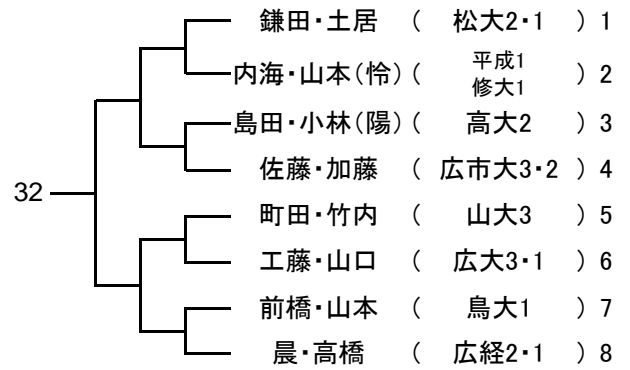 鎌田・土居 ( 松大2・1 ) 1
内海・山本(怜) ( 平成1 修大1 ) 2
島田・小林(陽) ( 高大2 ) 3
佐藤・加藤 ( 広市大3・2 ) 4
32
町田・竹内 ( 山大3 ) 5
工藤・山口 ( 広大3・1 ) 6
前橋・山本 ( 鳥大1 ) 7
晨・高橋 ( 広経2・1 ) 8